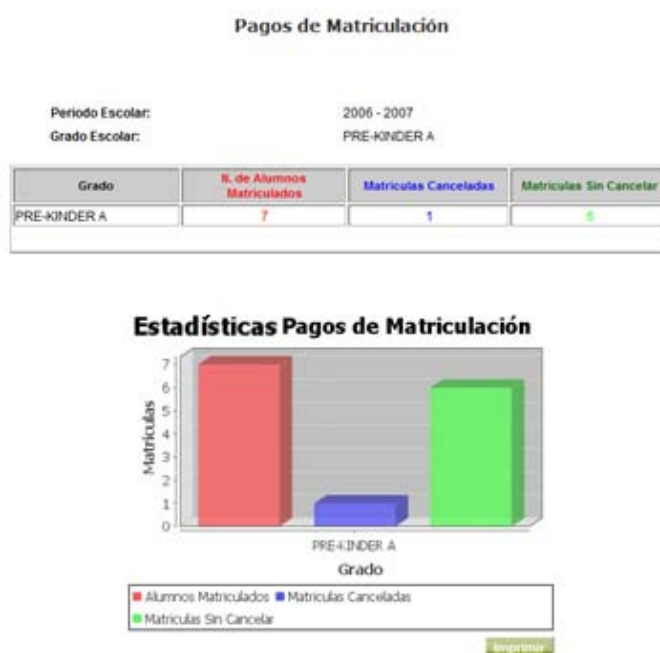 Pagos de Matriculación
Periodo Escolar: 2006 - 2007
Grado Escolar: PRE-KINDER A
Grado N. de Alumnos Matriculados Matriculas Canceladas Matriculas Sin Cancelar
PRE-KINDER A 7 1 6
Estadísticas Pagos de Matriculación
7
6
5
4
3
2
1
0
Matrículas
PRE-KINDER A
Grado
Alumnos Matriculados Matriculas Canceladas
Matriculas Sin Cancelar
Imprimir